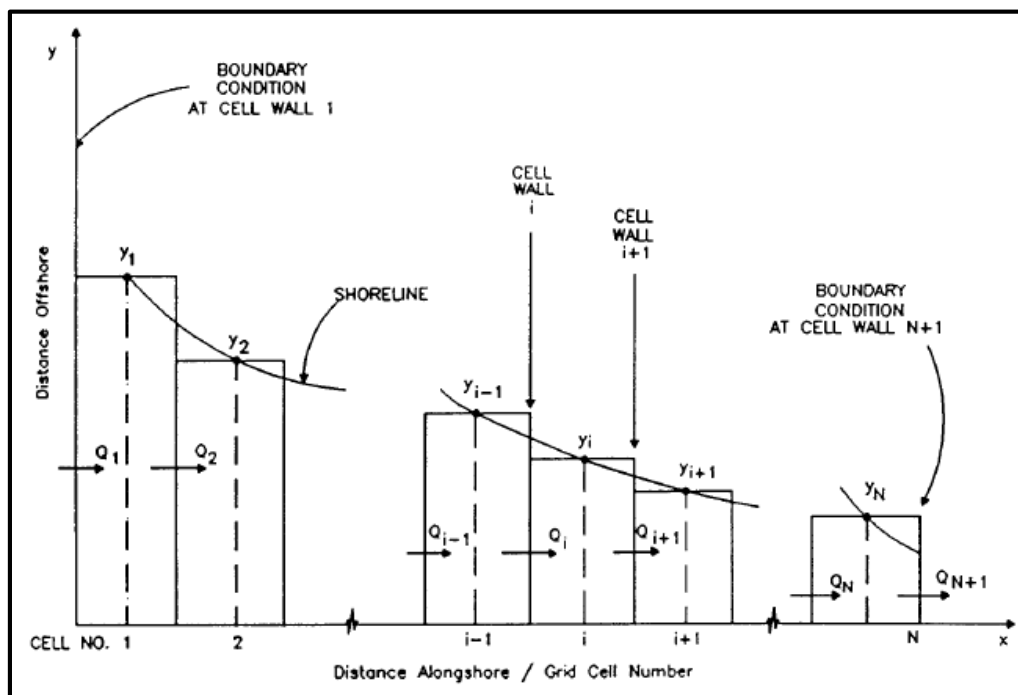 y
BOUNDARY
CONDITION
AT CELL WALL 1
CELL
WALL
i
CELL
WALL
i+1
BOUNDARY
CONDITION
AT CELL WALL N+1
Distance Offshore
y1
SHORELINE
y2
yi-1
yi
yi+1
yN
Q1
Q2
Qi-1
Qi
Qi+1
QN
QN+1
CELL NO. 1 2 i-1 i i+1 N x
Distance Alongshore / Grid Cell Number